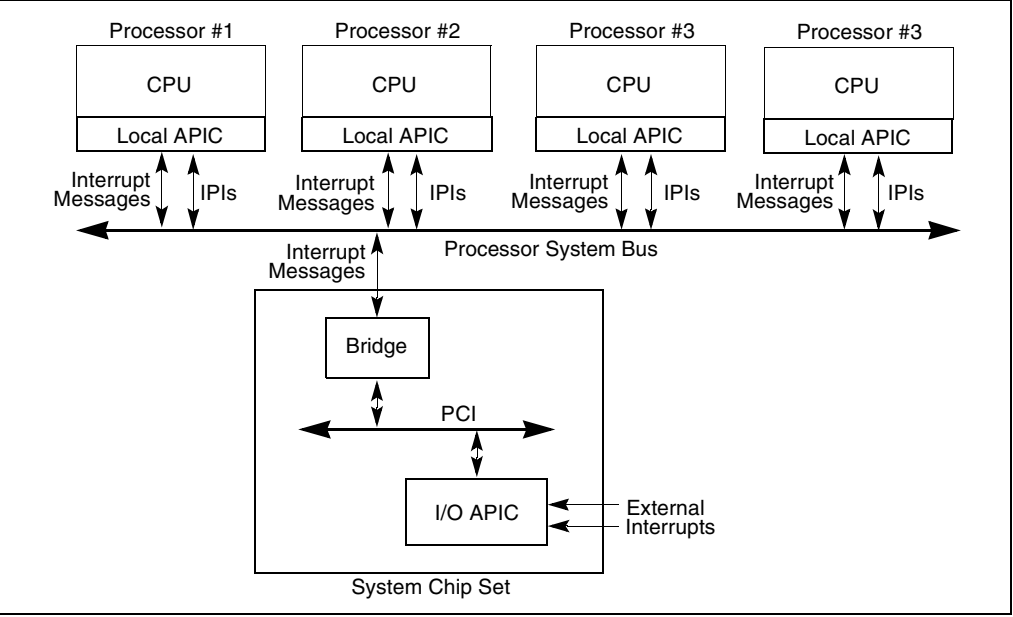 Processor #1
Processor #2
Processor #3
Processor #3
CPU
CPU
CPU
CPU
Local APIC
Local APIC
Local APIC
Local APIC
Interrupt
Messages
IPIs
Interrupt
Messages
IPIs
Interrupt
Messages
IPIs
Interrupt
Messages
IPIs
Processor System Bus
Interrupt
Messages
Bridge
PCI
I/O APIC
External
Interrupts
System Chip Set